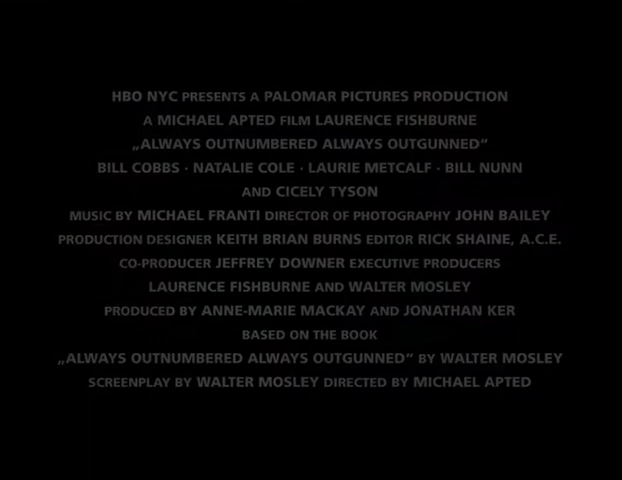 HBO NYC PRESENTS A PALOMAR PICTURES PRODUCTION
A MICHAEL APTED FILM LAURENCE FISHBURNE
„ALWAYS OUTNUMBERED ALWAYS OUTGUNNED“
BILL COBBS · NATALIE COLE · LAURIE METCALF · BILL NUNN
AND CICELY TYSON
MUSIC BY MICHAEL FRANTI DIRECTOR OF PHOTOGRAPHY JOHN BAILEY
PRODUCTION DESIGNER KEITH BRIAN BURNS EDITOR RICK SHAINE, A.C.E.
CO-PRODUCER JEFFREY DOWNER EXECUTIVE PRODUCERS
LAURENCE FISHBURNE AND WALTER MOSLEY
PRODUCED BY ANNE-MARIE MACKAY AND JONATHAN KER
BASED ON THE BOOK
„ALWAYS OUTNUMBERED ALWAYS OUTGUNNED“ BY WALTER MOSLEY
SCREENPLAY BY WALTER MOSLEY DIRECTED BY MICHAEL APTED